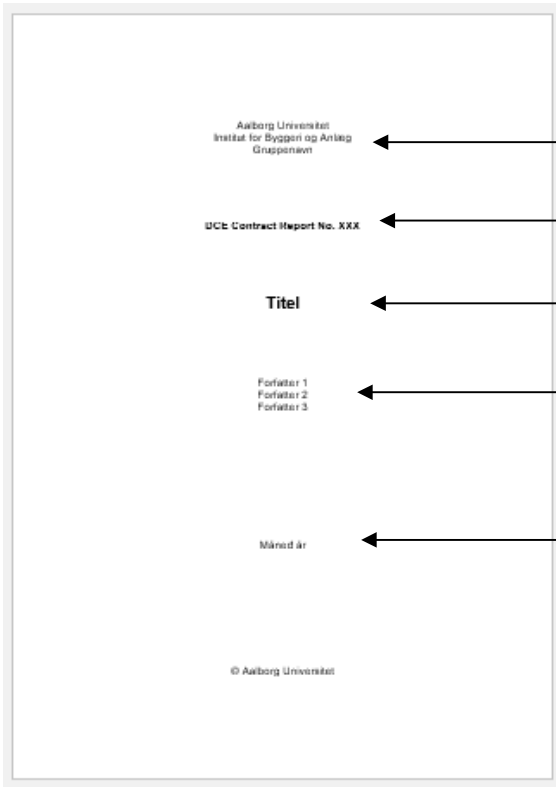 Aalborg Universitet
Institut for Byggeri og Anlæg
Gruppenavn
DCE Contract Report No. XXX
Titel
Forfatter 1
Forfatter 2
Forfatter 3
Måned år
© Aalborg Universitet